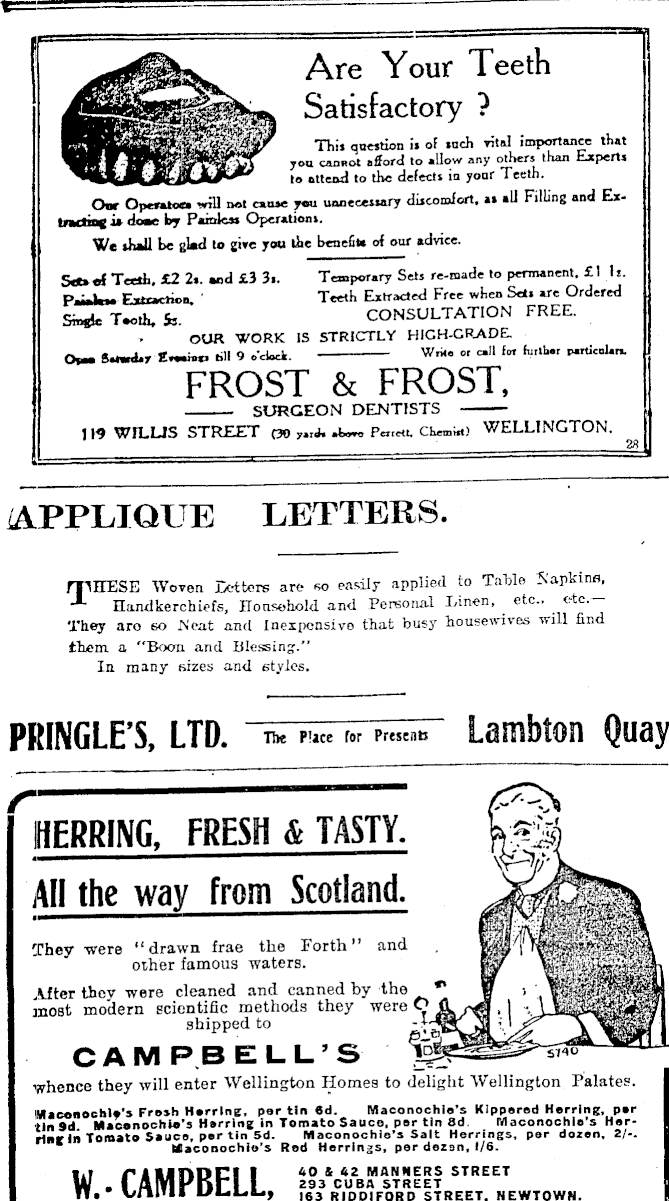 Are Your Teeth
Satisfactory ?
This question is of such vital importance that
you cannot afford to allow any others than Experts
to attend to the defects in your Teeth.
Our Operators will not cause you unnecessary discomfort, as all Filling and Ex-
tracting is done by Painless Operations.
We shall be glad to give you the benefits of our advice.
Sets of Teeth, £2 2s. and £3 3s.
Painless Extraction,
Single Tooth, 5s.
Temporary Sets re-made to permanent, £1 1s.
Teeth Extracted Free when Sets are Ordered
CONSULTATION FREE.
OUR WORK IS STRICTLY HIGH-GRADE.
Open Saturday Evenings till 9 o'clock.
Write or call for further particulars.
FROST & FROST,
SURGEON DENTISTS
119 WILLIS STREET (30 yards above Perrett, Chemist) WELLINGTON.
28
APPLIQUE LETTERS.
THESE Woven Letters are so easily applied to Table Napkins,
Handkerchiefs, Household and Personal Linen, etc., etc.—
They are so Neat and Inexpensive that busy housewives will find
them a "Boon and Blessing."
In many sizes and styles.
PRINGLE'S, LTD. The Place for Presents Lambton Quay
HERRING, FRESH & TASTY.
All the way from Scotland.
They were "drawn frae the Forth" and
other famous waters.
After they were cleaned and canned by the
most modern scientific methods they were
shipped to
S740
CAMPBELL'S
whence they will enter Wellington Homes to delight Wellington Palates.
Maconochie's Fresh Herring, per tin 6d. Maconochie's Kippered Herring, per
tin 9d. Maconochie's Herring in Tomato Sauce, per tin 8d. Maconochie's Her-
ring in Tomato Sauce, per tin 5d. Maconochie's Salt Herrings, per dozen, 2/-.
Maconochie's Red Herrings, per dozen, 1/6.
W. CAMPBELL,
40 & 42 MANNERS STREET
293 CUBA STREET
163 RIDDIFORD STREET, NEWTOWN.